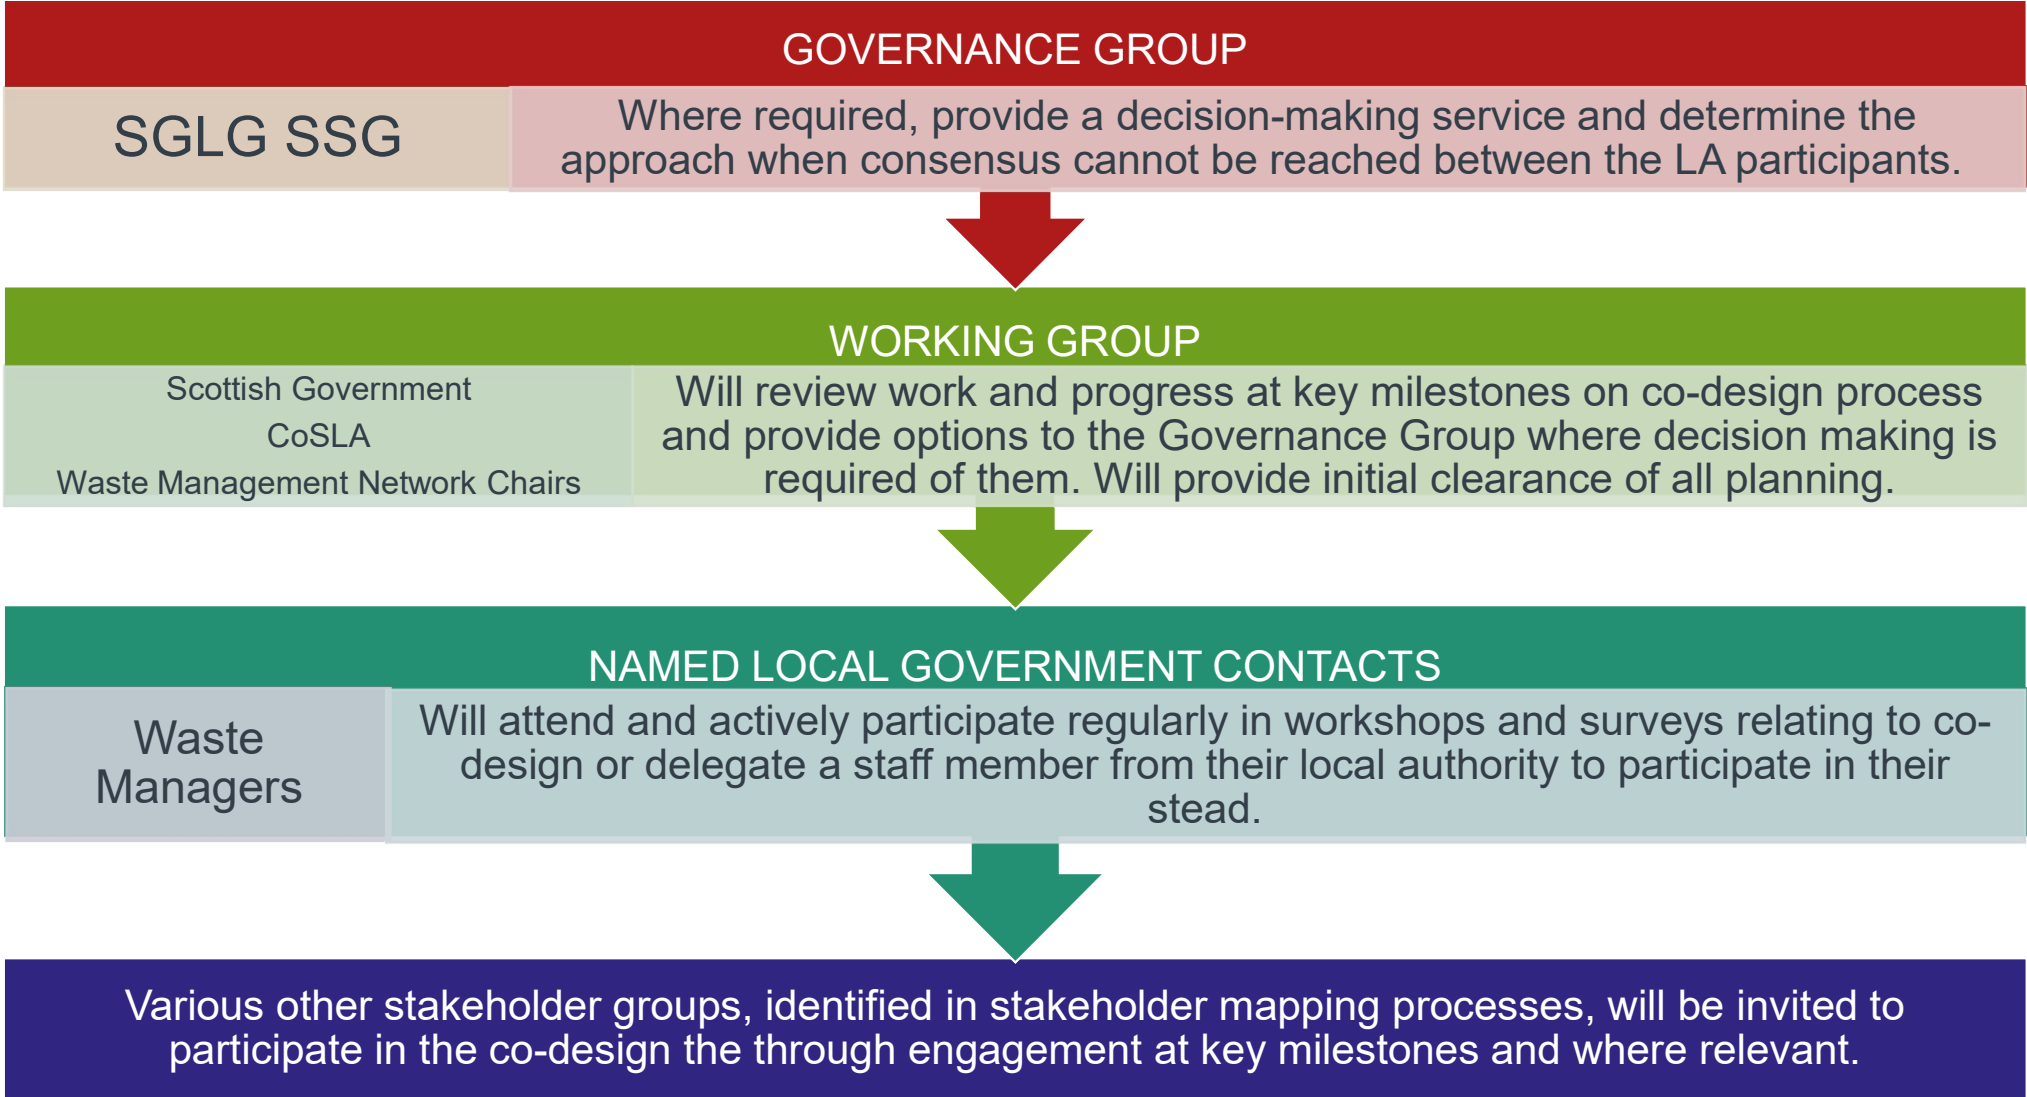 GOVERNANCE GROUP
SGLG SSG
Where required, provide a decision-making service and determine the
approach when consensus cannot be reached between the LA participants.
WORKING GROUP
Scottish Government
CoSLA
Waste Management Network Chairs
Will review work and progress at key milestones on co-design process
and provide options to the Governance Group where decision making is
required of them. Will provide initial clearance of all planning.
NAMED LOCAL GOVERNMENT CONTACTS
Waste
Managers
Will attend and actively participate regularly in workshops and surveys relating to co-
design or delegate a staff member from their local authority to participate in their
stead.
Various other stakeholder groups, identified in stakeholder mapping processes, will be invited to
participate in the co-design the through engagement at key milestones and where relevant.